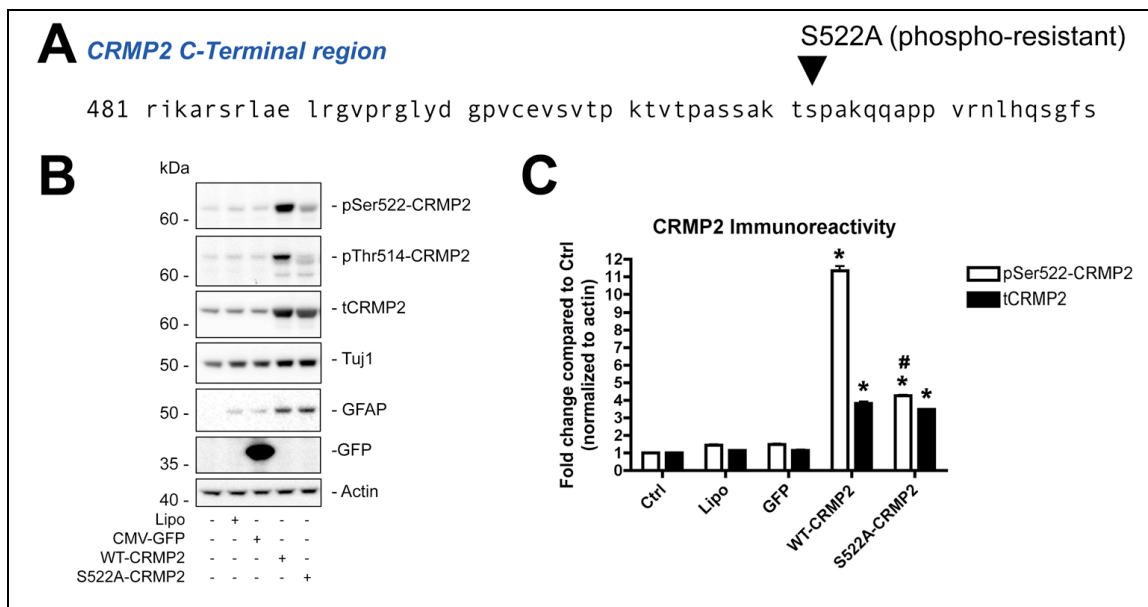 A CRMP2 C-Terminal region
S522A (phospho-resistant)
481 rikarsrlae lrgvprglyd gpvcevsvtp ktvtpassak tspakqqapp vrnlhqsgfs
B
kDa
60 - - pSer522-CRMP2
60 - - pThr514-CRMP2
60 - - tCRMP2
50 - - Tuj1
50 - - GFAP
35 - -GFP
40 - - Actin
Lipo - + - - -
CMV-GFP - - + - -
WT-CRMP2 - - - + -
S522A-CRMP2 - - - - +
C
CRMP2 Immunoreactivity
Fold change compared to Ctrl
(normalized to actin)
12
11
10
9
8
7
6
5
4
3
2
1
0
* * # * *
Ctrl
Lipo
GFP
WT-CRMP2
S522A-CRMP2
pSer522-CRMP2
tCRMP2